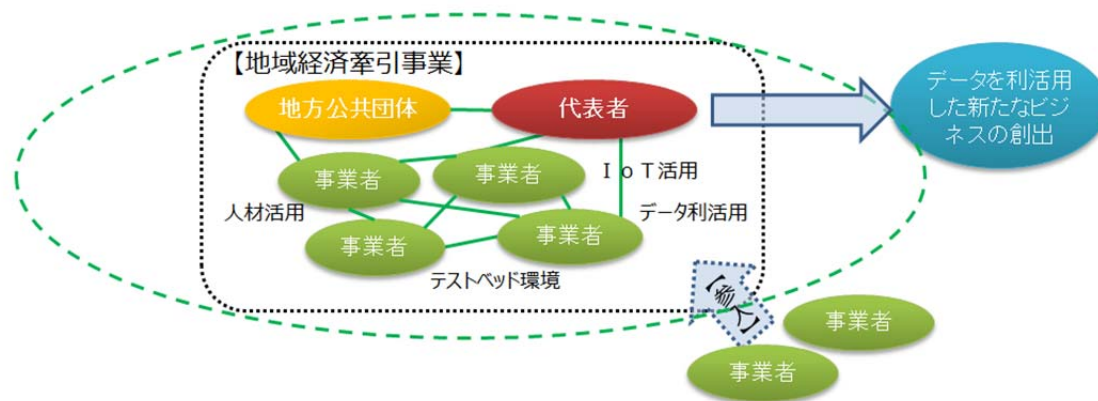 【地域経済牽引事業】
地方公共団体
代表者
データを利活用
した新たなビジ
ネスの創出
事業者
事業者
ＩｏＴ活用
人材活用
データ利活用
事業者
事業者
テストベッド環境
【参入】
事業者
事業者